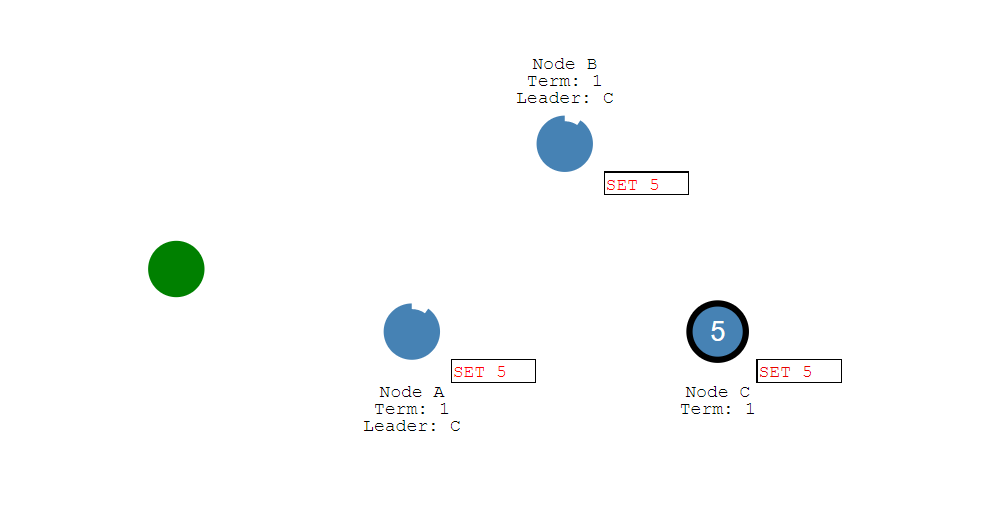 Node B
Term: 1
Leader: C
SET 5
5
SET 5
SET 5
Node A
Term: 1
Leader: C
Node C
Term: 1